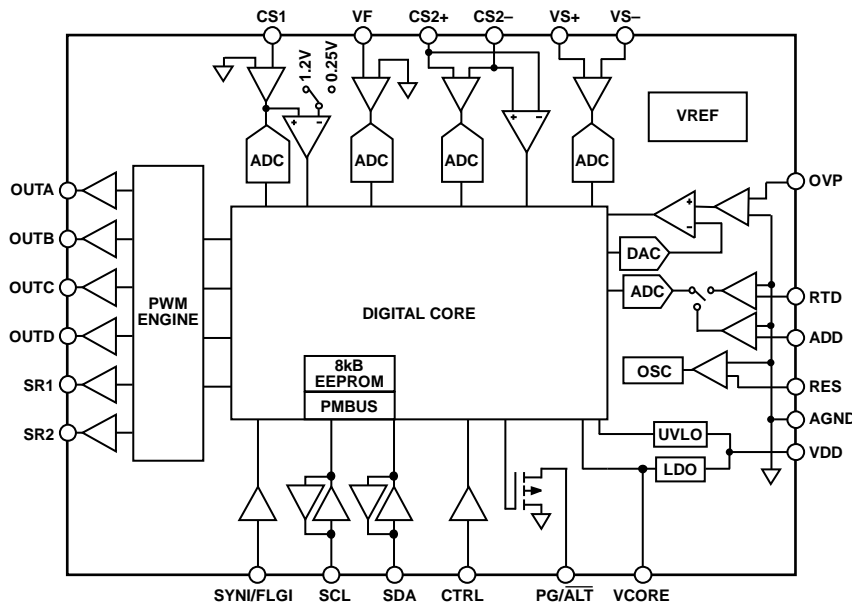 CS1 VF CS2+ CS2– VS+ VS–
1.2V
0.25V
VREF
+ –
+ –
ADC ADC ADC ADC
OUTA
OUTB
OUTC
OUTD
SR1
SR2
PWM
ENGINE
DIGITAL CORE
8kB
EEPROM
PMBUS
+
–
DAC
ADC
OSC
UVLO
LDO
OVP
RTD
ADD
RES
AGND
VDD
SYNI/FLGI SCL SDA CTRL PG/ALT VCORE